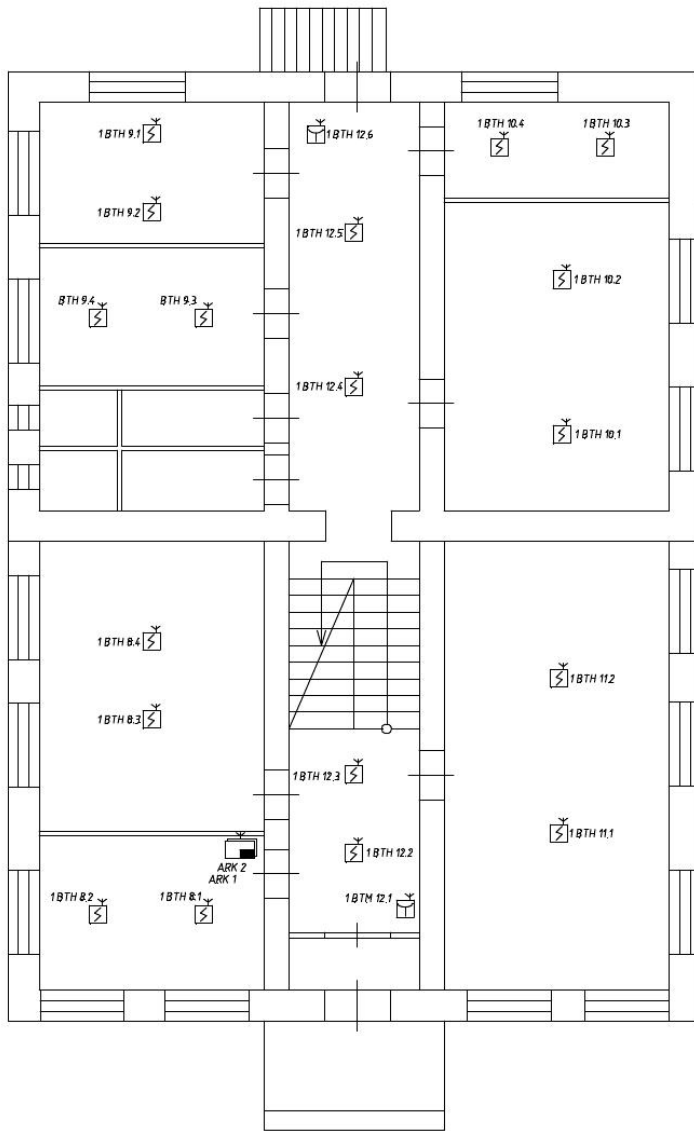 1 BTH 9.1
1 BTH 12.6
1 BTH 10.4
1 BTH 10.3
1 BTH 9.2
1 BTH 12.5
1 BTH 10.2
BTH 9.4
BTH 9.3
1 BTH 12.4
1 BTH 10.1
1 BTH 8.4
1 BTH 11.2
1 BTH 8.3
1 BTH 12.3
1 BTH 11.1
1 BTH 12.2
ARK 2
ARK 1
1 BTH 8.2
1 BTH 8.1
1 BTM 12.1